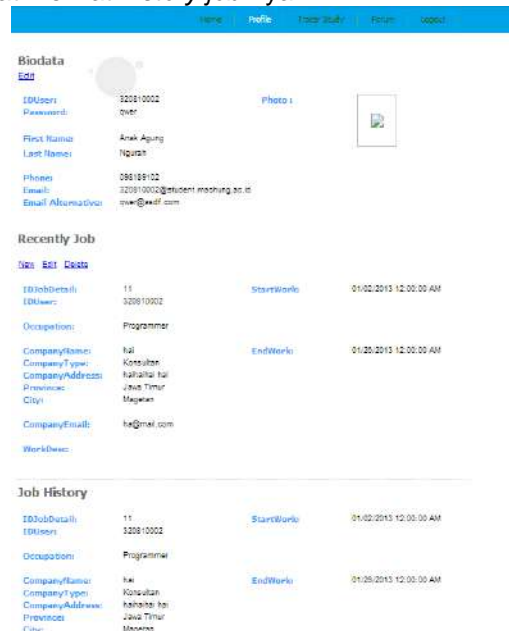 Home Profile Tracer Study Forum Logout
Biodata
Edit
IDUser: 320810002 Photo :
Password: qwer
First Name: Anak Agung
Last Name: Ngurah
Phone: 098189102
Email: 320810002@student.machung.ac.id
Email Alternative: qwer@asdf.com
Recently Job
New Edit Delete
IDJobDetail: 11 StartWork: 01/02/2013 12:00:00 AM
IDUser: 320810002
Occupation: Programmer
CompanyName: hai EndWork: 01/26/2013 12:00:00 AM
CompanyType: Konsultan
CompanyAddress: haihaihai hai
Province: Jawa Timur
City: Magetan
CompanyEmail:
WorkDesc:
Job History
IDJobDetail: 11 StartWork: 01/02/2013 12:00:00 AM
IDUser: 320810002
Occupation: Programmer
CompanyName: hai EndWork: 01/26/2013 12:00:00 AM
CompanyType: Konsultan
CompanyAddress: haihaihai hai
Province: Jawa Timur
City: Magetan